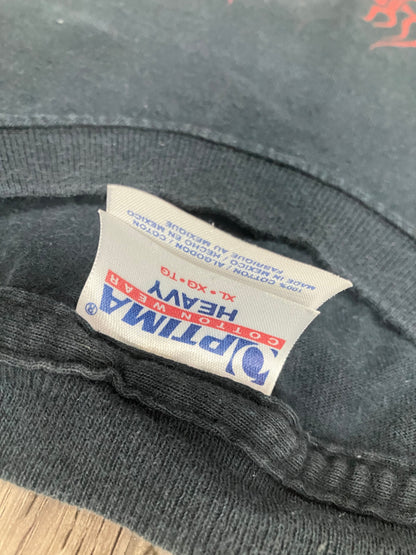 OPTIMA®
COTTON WEAR
HEAVY
XL • XG • TG
100% COTTON / ALGODON / COTON
MADE IN MEXICO / HECHO EN MEXICO
FABRIQUE AU MEXIQUE